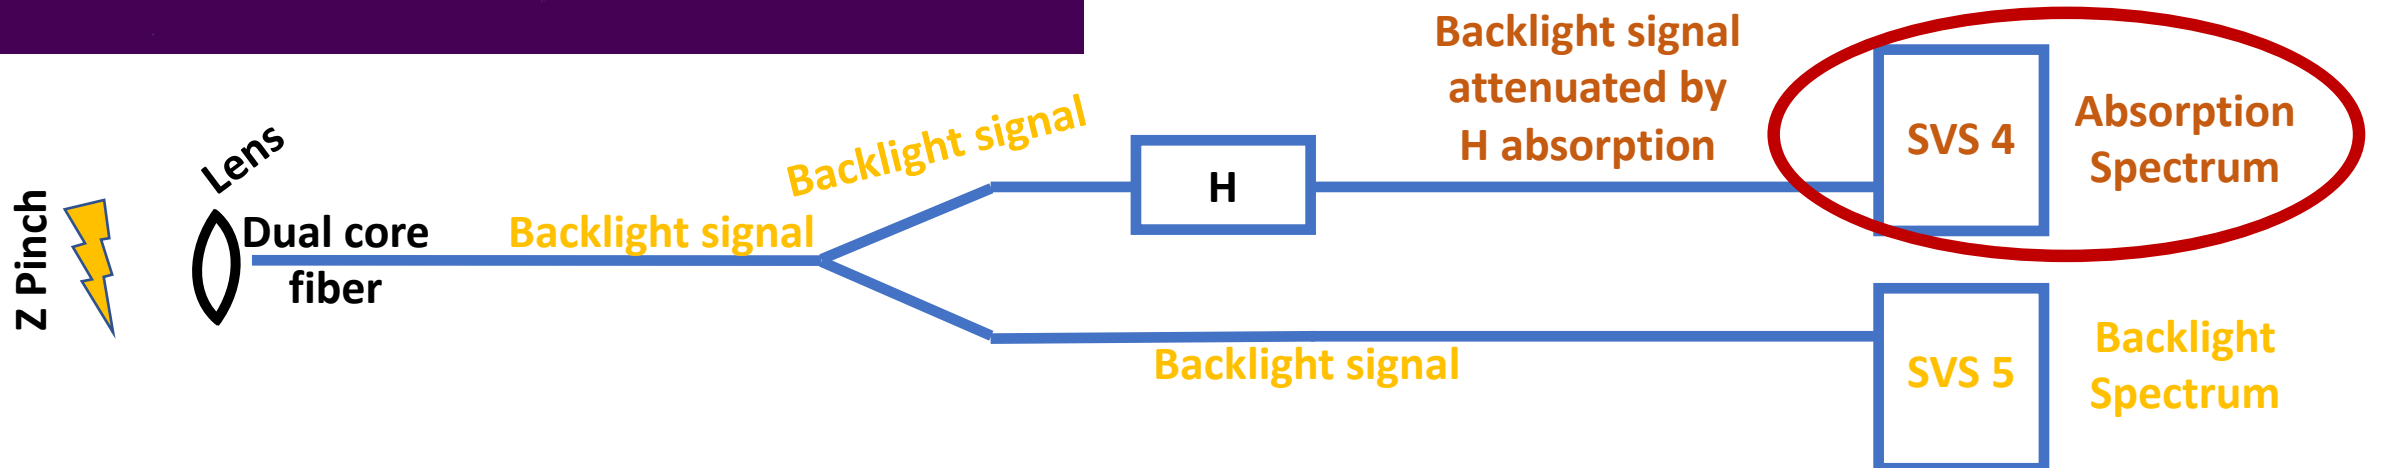 Z Pinch
Lens
Dual core
fiber
Backlight signal
Backlight signal
H
Backlight signal
attenuated by
H absorption
SVS 4
Absorption
Spectrum
Backlight signal
SVS 5
Backlight
Spectrum